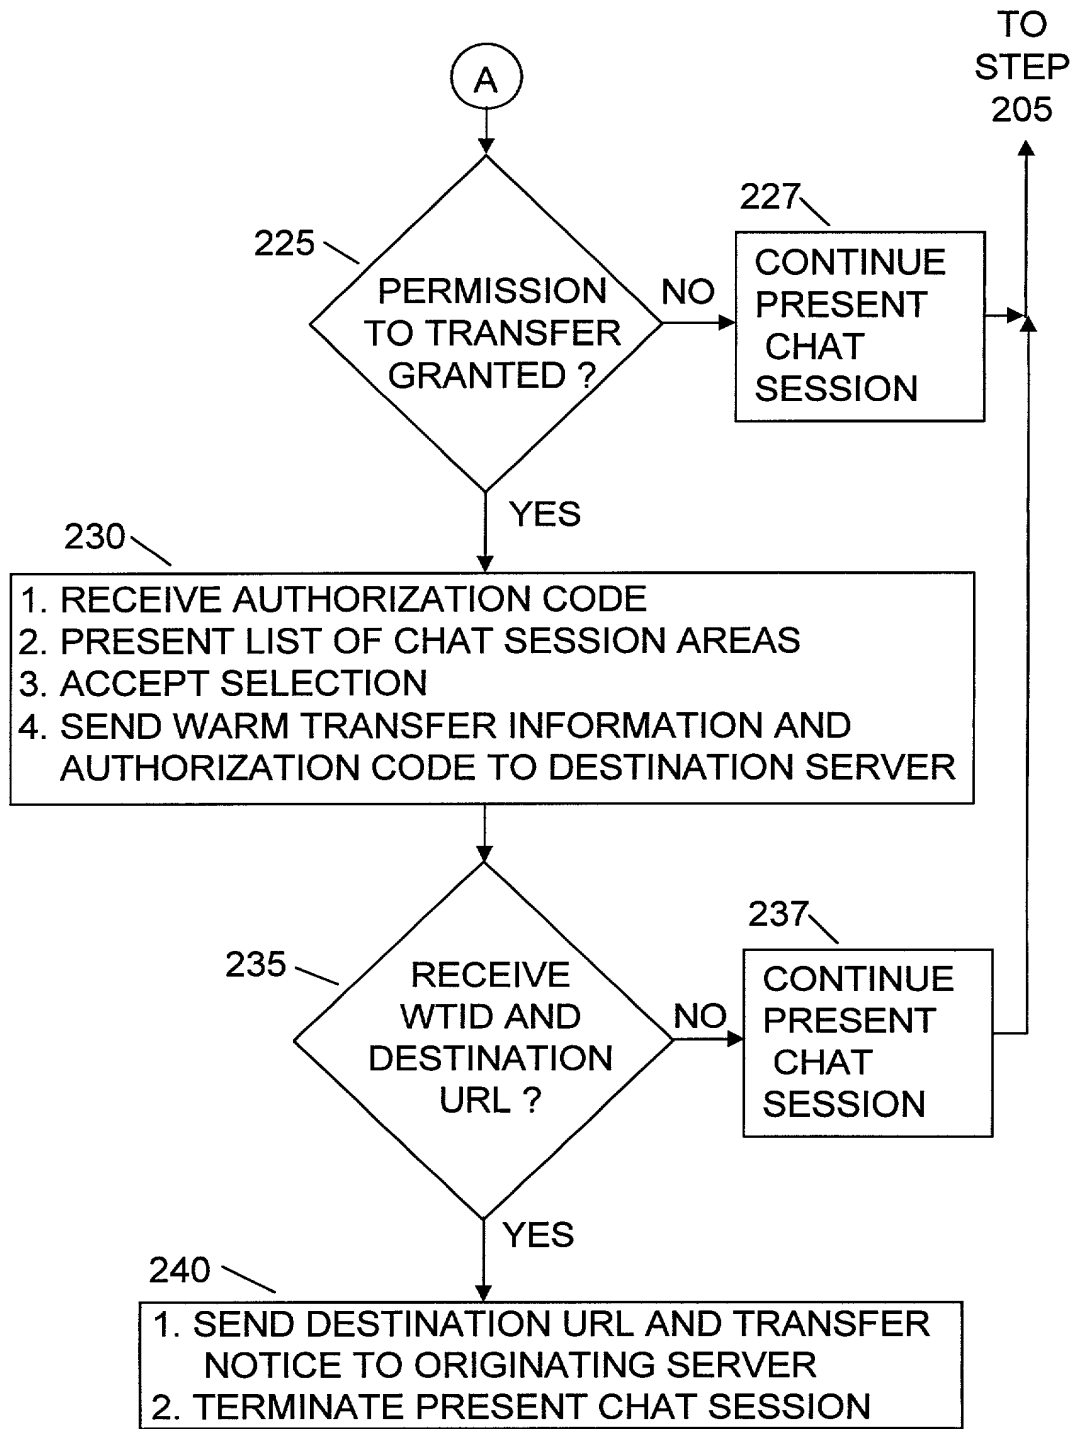 TO
STEP
205
A
227
225
PERMISSION
TO TRANSFER
GRANTED ?
NO
CONTINUE
PRESENT
CHAT
SESSION
YES
230
1. RECEIVE AUTHORIZATION CODE
2. PRESENT LIST OF CHAT SESSION AREAS
3. ACCEPT SELECTION
4. SEND WARM TRANSFER INFORMATION AND
AUTHORIZATION CODE TO DESTINATION SERVER
235
RECEIVE
WTID AND
DESTINATION
URL ?
NO
237
CONTINUE
PRESENT
CHAT
SESSION
YES
240
1. SEND DESTINATION URL AND TRANSFER
NOTICE TO ORIGINATING SERVER
2. TERMINATE PRESENT CHAT SESSION